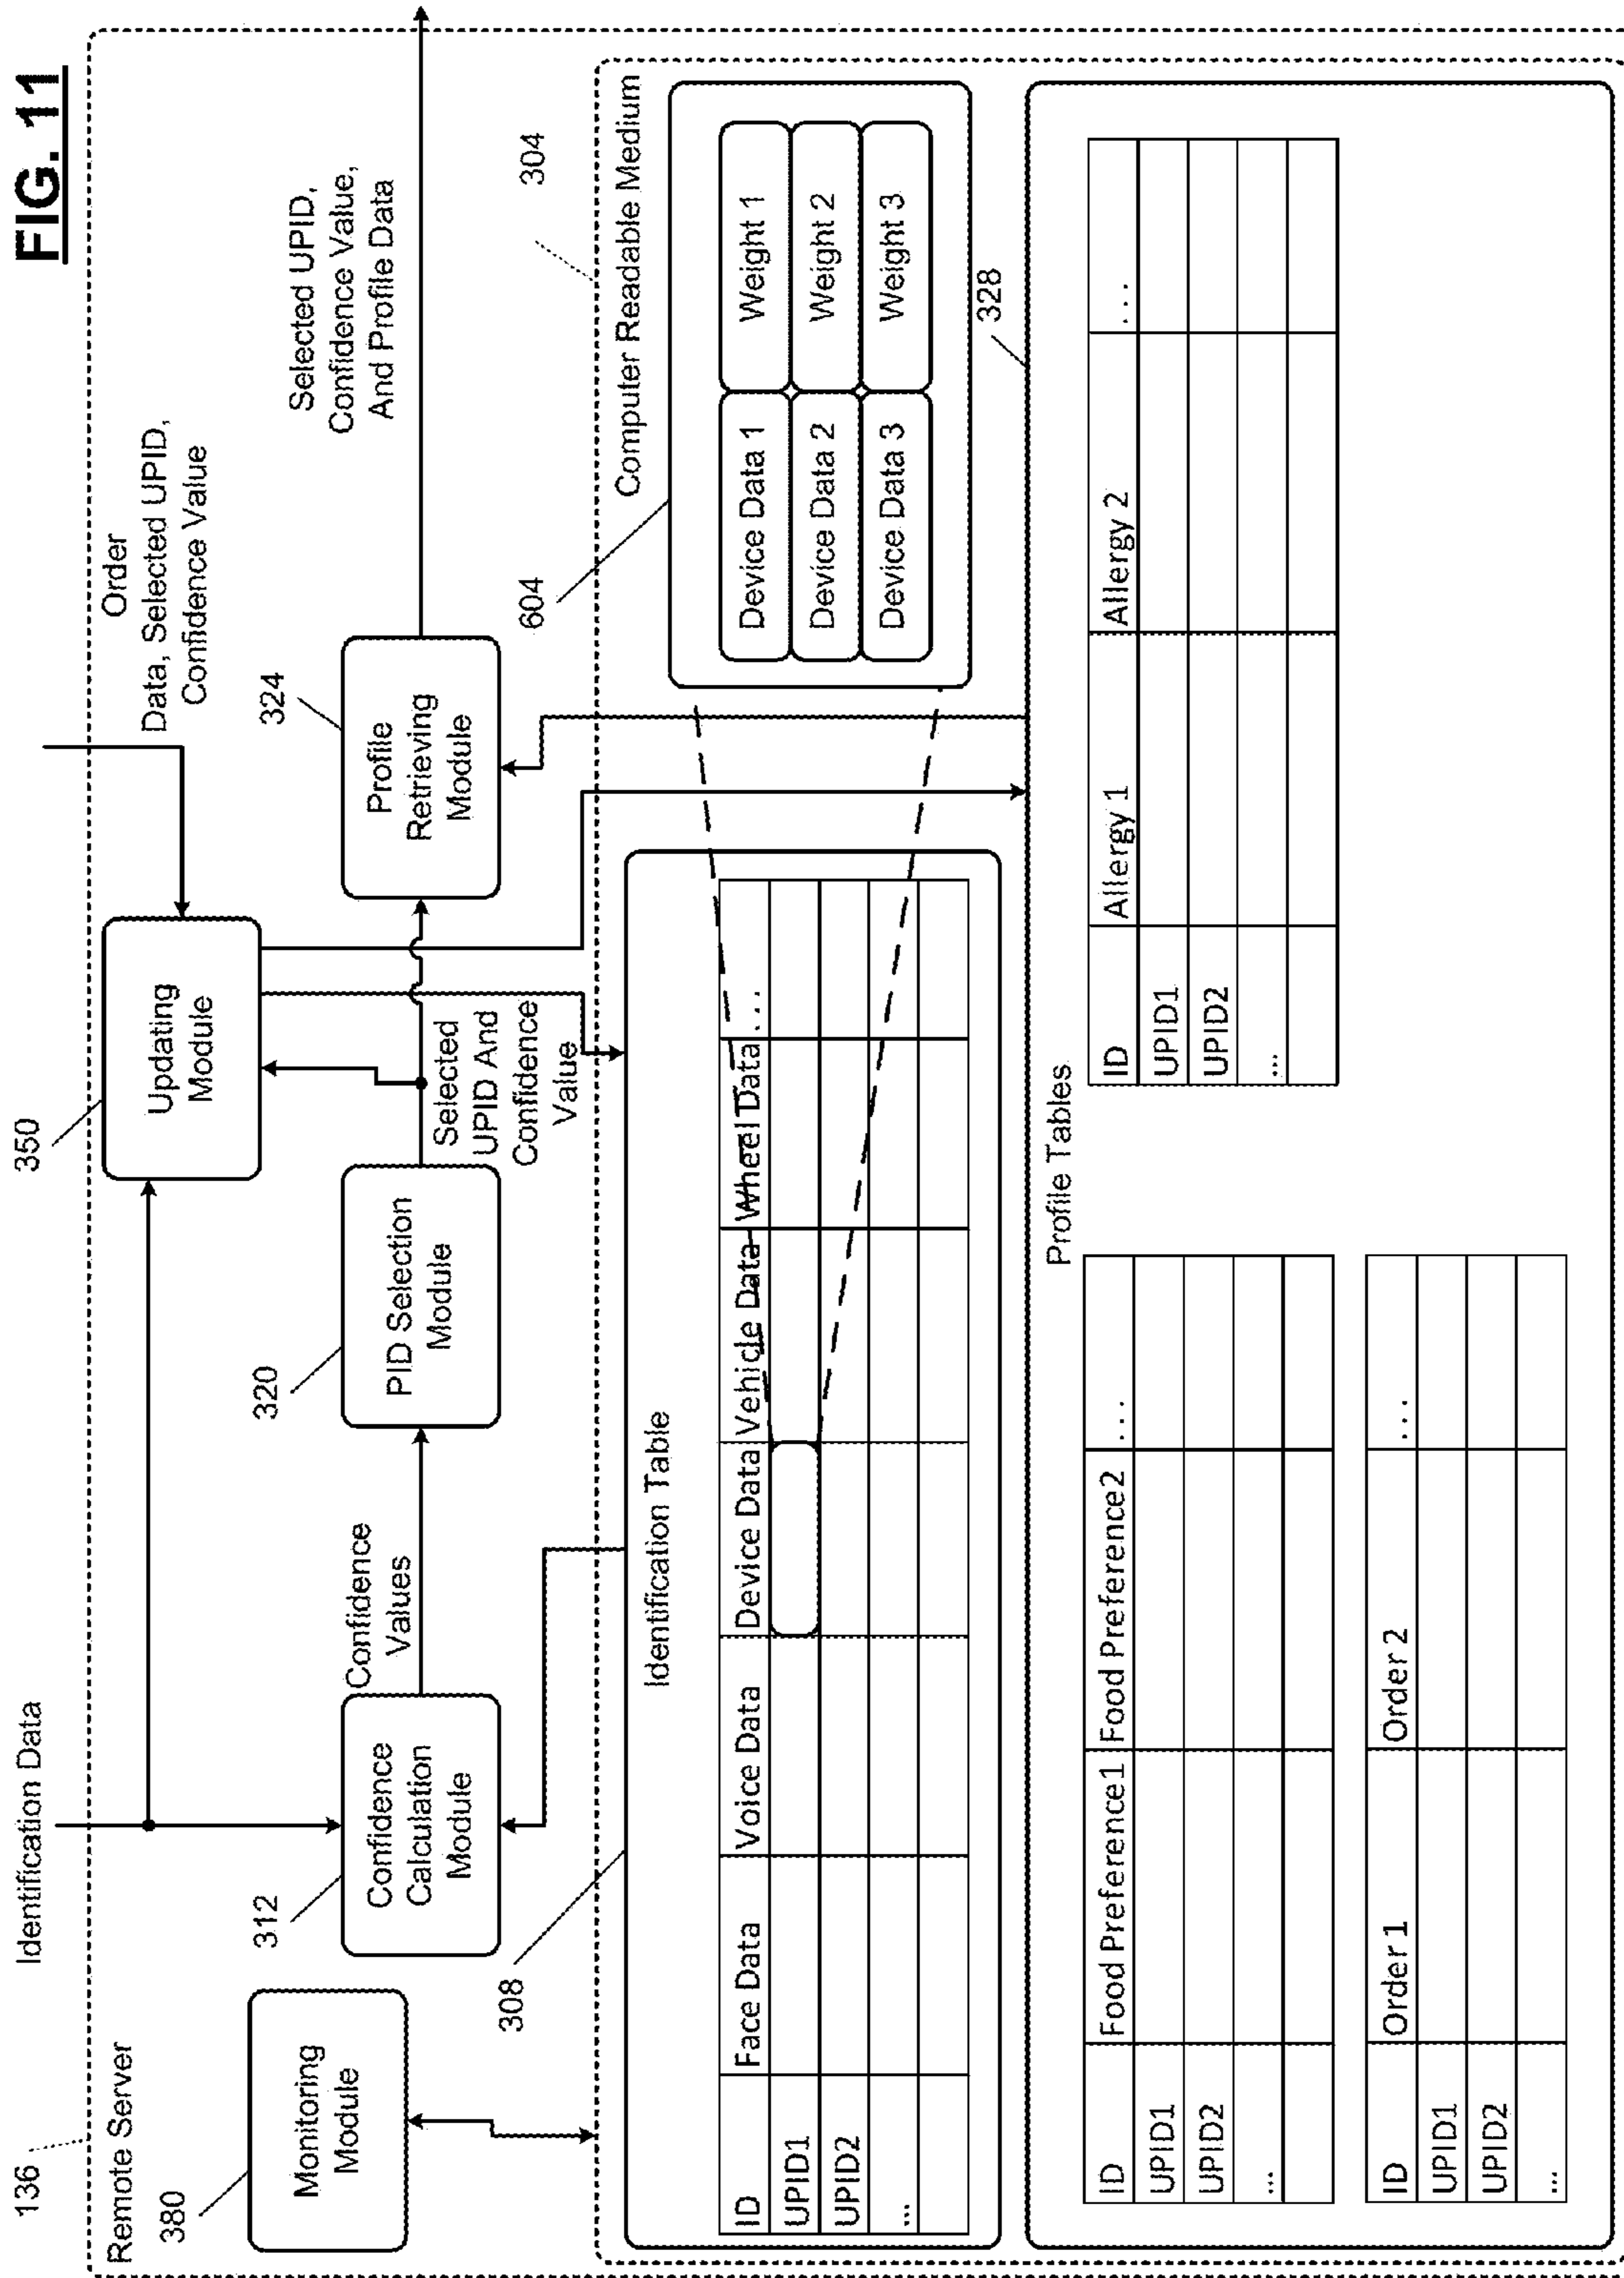 FIG. 11
136
Remote Server
Identification Data
Order
Data, Selected UPID,
Confidence Value
380
Monitoring
Module
312
Confidence
Calculation
Module
Confidence
Values
320
PID Selection
Module
Selected
UPID And
Confidence
Value
350
Updating
Module
324
Profile
Retrieving
Module
Selected UPID,
Confidence Value,
And Profile Data
304
Computer Readable Medium
308
Identification Table
ID Face Data Voice Data Device Data Vehicle Data Wheel Data ...
UPID1
UPID2
...
604
Device Data 1 Weight 1
Device Data 2 Weight 2
Device Data 3 Weight 3
328
Profile Tables
ID Food Preference1 Food Preference2 ...
UPID1
UPID2
...
ID Allergy 1 Allergy 2 ...
UPID1
UPID2
...
ID Order 1 Order 2 ...
UPID1
UPID2
...